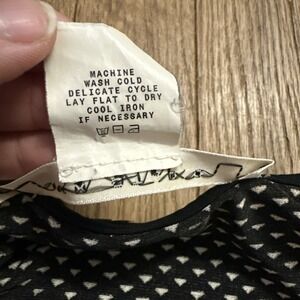 MACHINE
WASH COLD
DELICATE CYCLE
LAY FLAT TO DRY
COOL IRON
IF NECESSARY